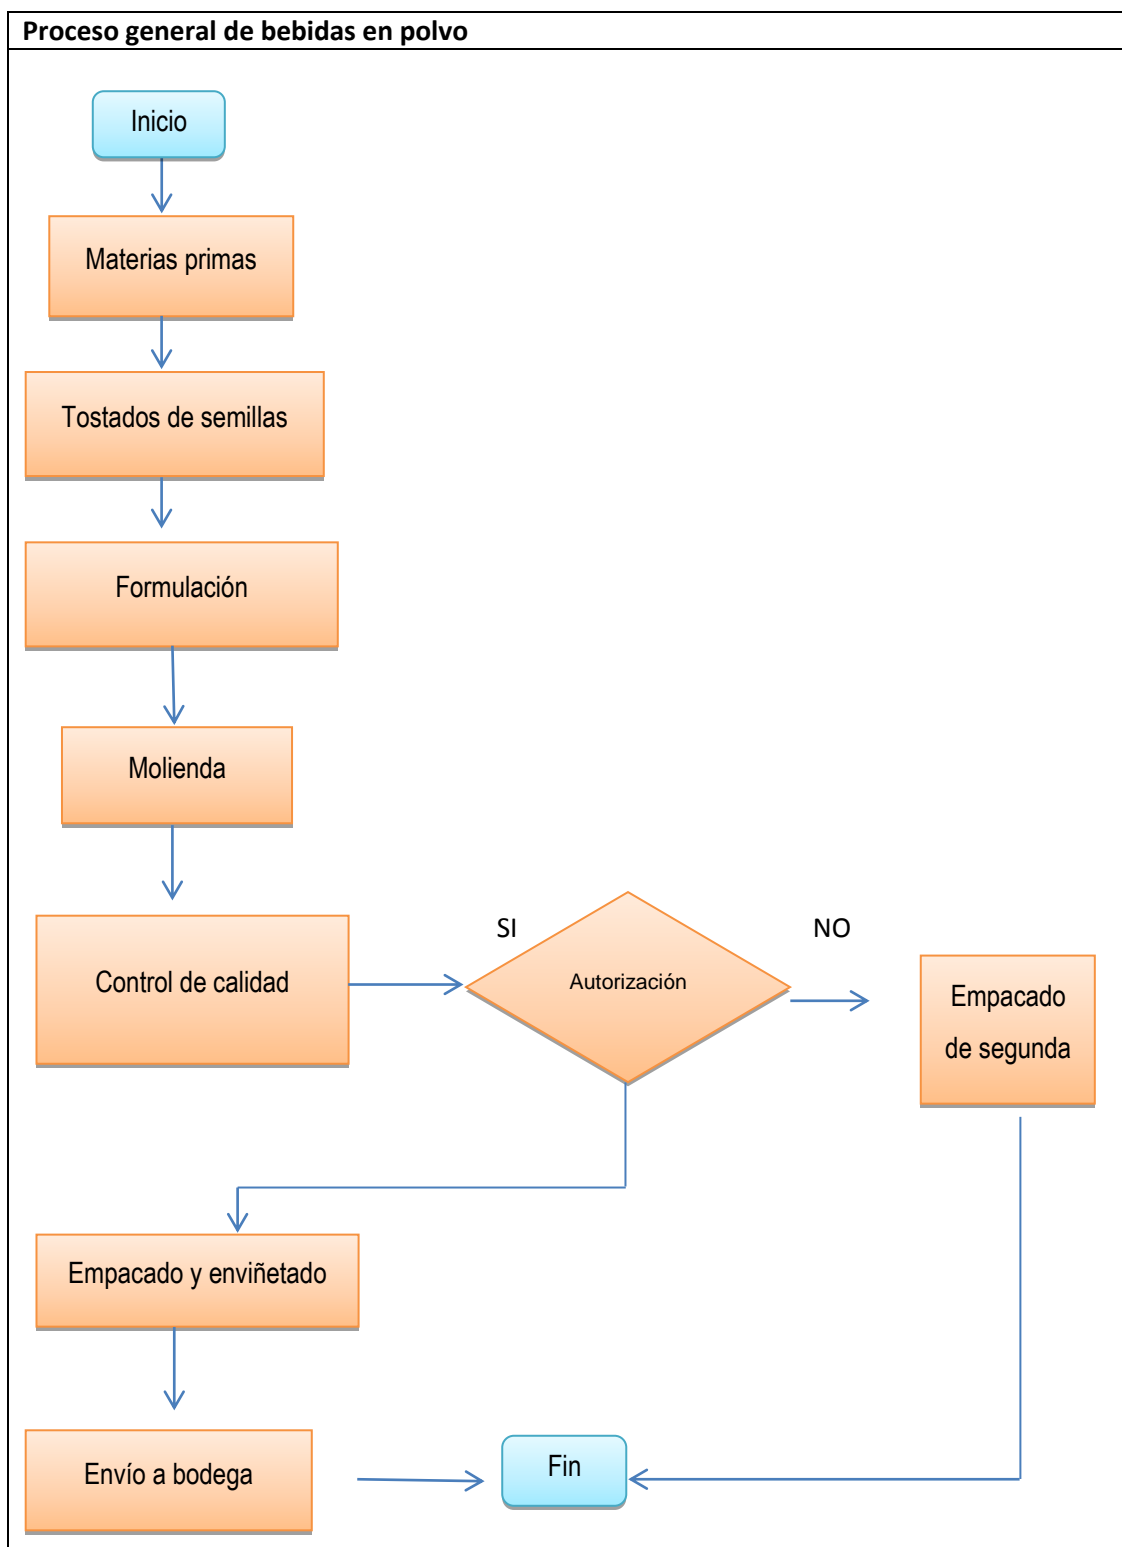 Proceso general de bebidas en polvo
Inicio
Materias primas
Tostados de semillas
Formulación
Molienda
Control de calidad
SI
Autorización
NO
Empacado
de segunda
Empacado y enviñetado
Envío a bodega
Fin